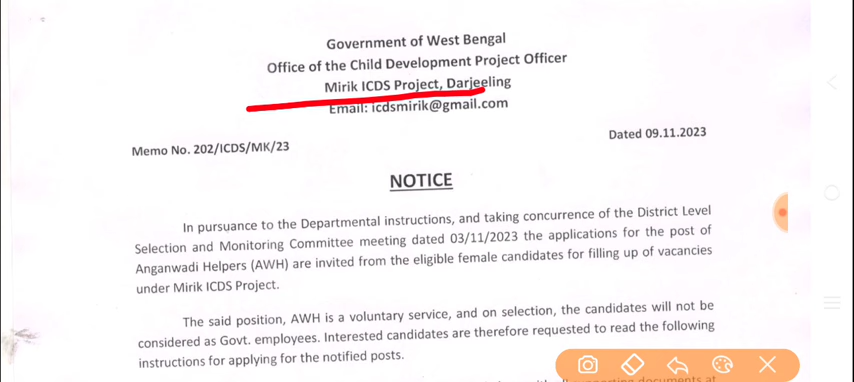 Government of West Bengal
Office of the Child Development Project Officer
Mirik ICDS Project, Darjeeling
Email: icdsmirik@gmail.com
Memo No. 202/ICDS/MK/23
Dated 09.11.2023
NOTICE
In pursuance to the Departmental instructions, and taking concurrence of the District Level
Selection and Monitoring Committee meeting dated 03/11/2023 the applications for the post of
Anganwadi Helpers (AWH) are invited from the eligible female candidates for filling up of vacancies
under Mirik ICDS Project.
The said position, AWH is a voluntary service, and on selection, the candidates will not be
considered as Govt. employees. Interested candidates are therefore requested to read the following
instructions for applying for the notified posts.
documents at